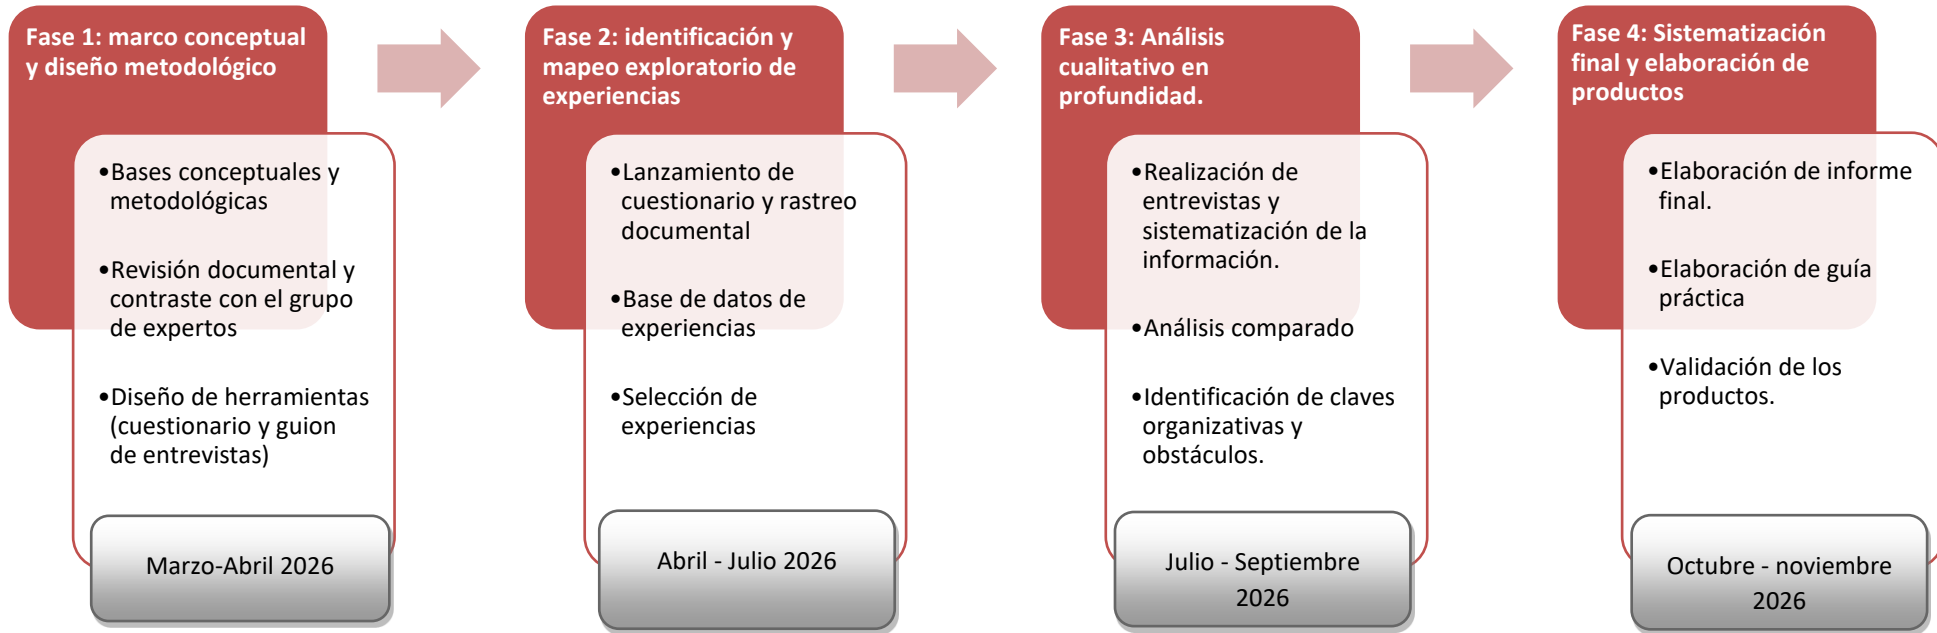 Fase 1: marco conceptual
y diseño metodológico
•Bases conceptuales y
metodológicas
•Revisión documental y
contraste con el grupo
de expertos
•Diseño de herramientas
(cuestionario y guion
de entrevistas)
Marzo-Abril 2026
Fase 2: identificación y
mapeo exploratorio de
experiencias
•Lanzamiento de
cuestionario y rastreo
documental
•Base de datos de
experiencias
•Selección de
experiencias
Abril - Julio 2026
Fase 3: Análisis
cualitativo en
profundidad.
•Realización de
entrevistas y
sistematización de la
información.
•Análisis comparado
•Identificación de claves
organizativas y
obstáculos.
Julio - Septiembre
2026
Fase 4: Sistematización
final y elaboración de
productos
•Elaboración de informe
final.
•Elaboración de guía
práctica
•Validación de los
productos.
Octubre - noviembre
2026